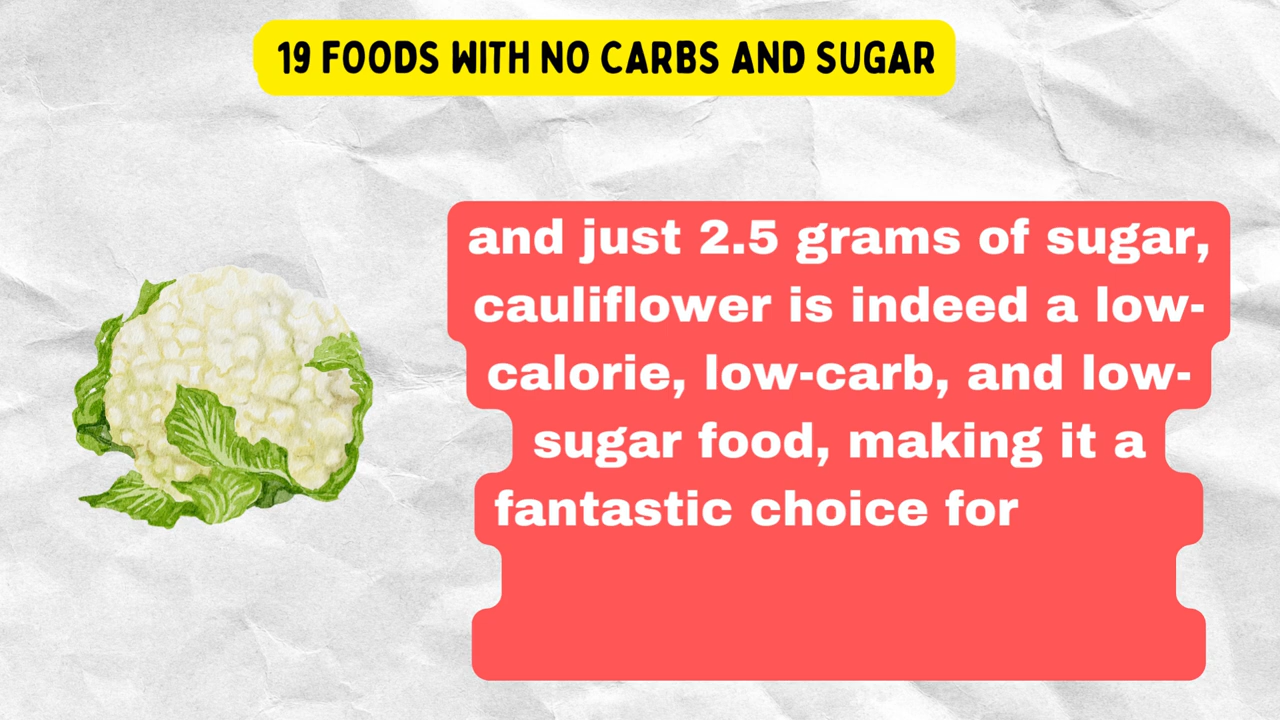 19 FOODS WITH NO CARBS AND SUGAR
and just 2.5 grams of sugar,
cauliflower is indeed a low-
calorie, low-carb, and low-
sugar food, making it a
fantastic choice for